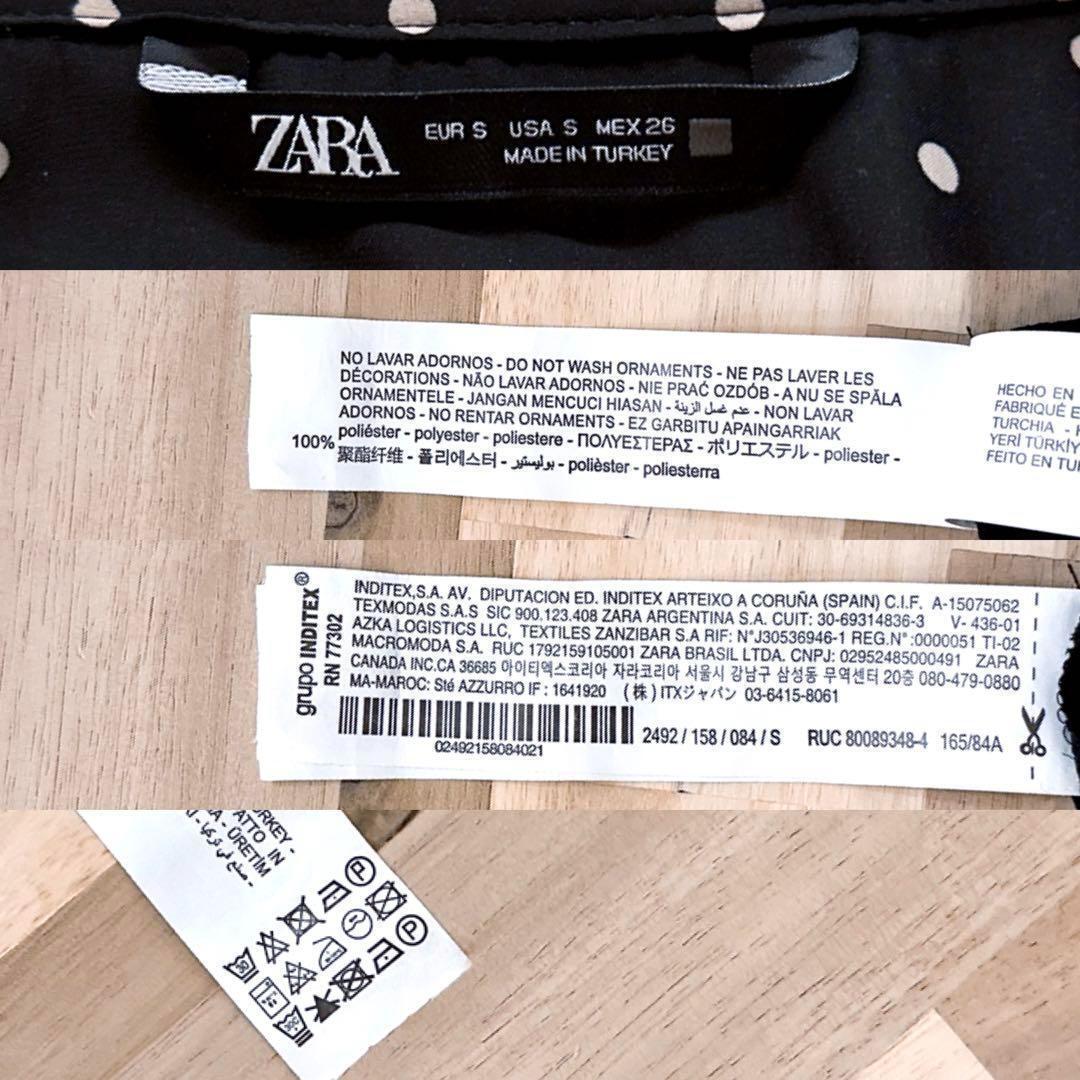 ZARA
EUR S USA S MEX 26
MADE IN TURKEY
NO LAVAR ADORNOS - DO NOT WASH ORNAMENTS - NE PAS LAVER LES
DÉCORATIONS - NÃO LAVAR ADORNOS - NIE PRAĆ OZDÓB - A NU SE SPĂLA
ORNAMENTELE - JANGAN MENCUCI HIASAN - عدم غسل الزينة - NON LAVAR
ADORNOS - NO RENTAR ORNAMENTS - EZ GARBITU APAINGARRIAK
100% poliéster - polyester - poliestere - ΠΟΛΥΕΣΤΕΡΑΣ - ポリエステル - poliester -
聚酯纤维 - 폴리에스터 - بوليستير - polièster - poliesterra
HECHO EN
FABRIQUÉ E
TURCHIA -
YERİ TÜRKİY
FEITO EN TU
grupo INDITEX®
RN 77302
INDITEX,S.A. AV. DIPUTACION ED. INDITEX ARTEIXO A CORUÑA (SPAIN) C.I.F. A-15075062
TEXMODAS S.A.S SIC 900.123.408 ZARA ARGENTINA S.A. CUIT: 30-69314836-3 V- 436-01
AZKA LOGISTICS LLC, TEXTILES ZANZIBAR S.A RIF: N°J30536946-1 REG.N°:0000051 TI-02
MACROMODA S.A. RUC 1792159105001 ZARA BRASIL LTDA. CNPJ: 02952485000491 ZARA
CANADA INC.CA 36685 아이티엑스코리아 자라코리아 서울시 강남구 삼성동 무역센터 20층 080-479-0880
MA-MAROC: Sté AZZURRO IF : 1641920 (株) ITXジャパン 03-6415-8061
02492158084021
2492 / 158 / 084 / S RUC 80089348-4 165/84A
RKEY -
ATTO IN
A - ÜRETİM
- صنع في تركيا -
P
P
30
30C